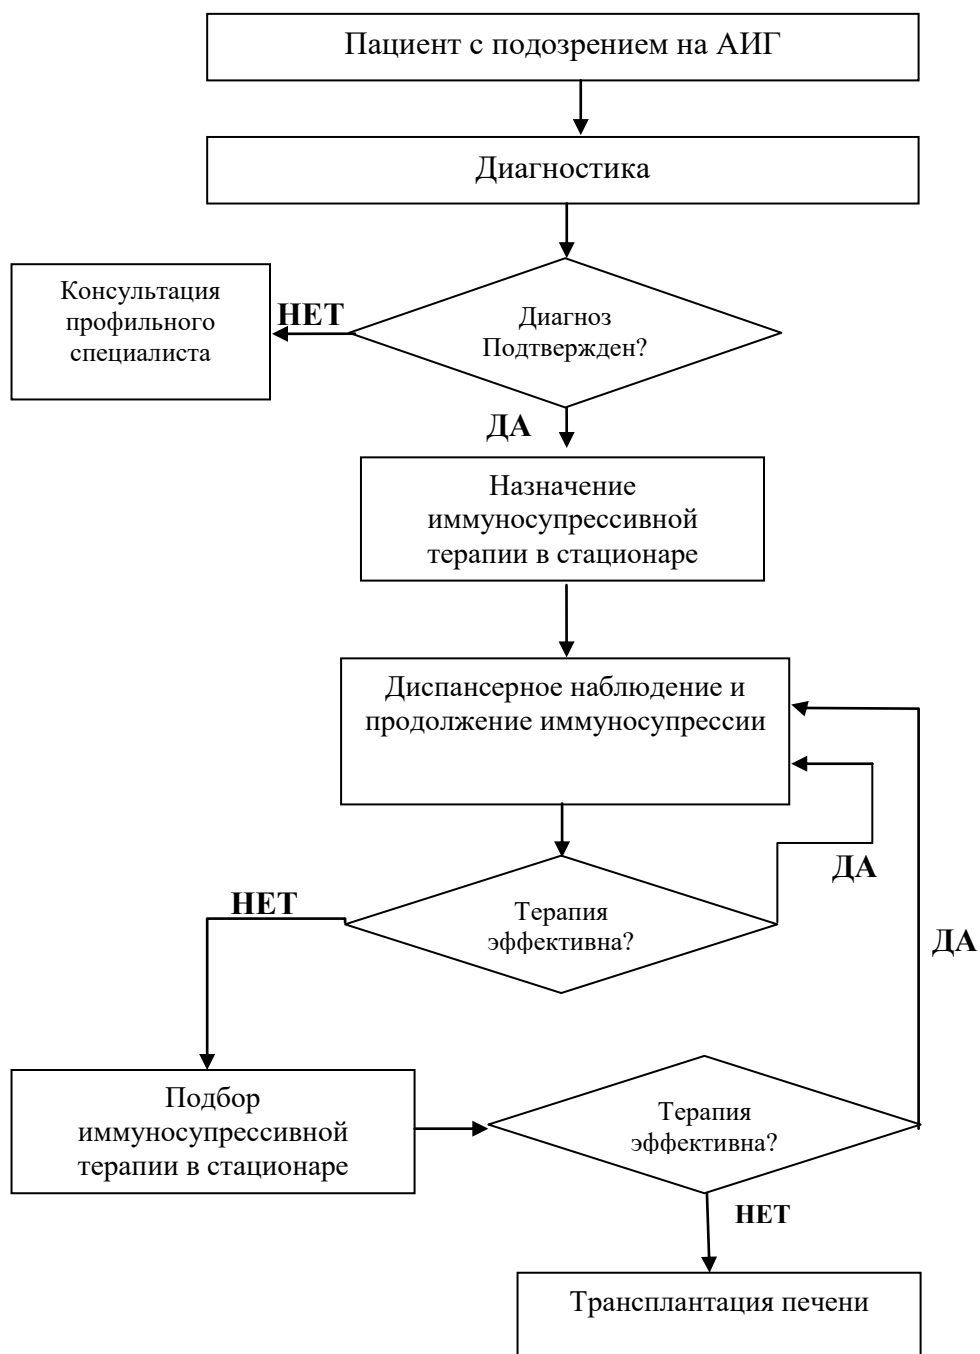 Пациент с подозрением на АИГ
Диагностика
Консультация
профильного
специалиста
НЕТ
Диагноз
Подтвержден?
ДА
Назначение
иммуносупрессивной
терапии в стационаре
Диспансерное наблюдение и
продолжение иммуносупрессии
ДА
НЕТ
Терапия
эффективна?
ДА
Подбор
иммуносупрессивной
терапии в стационаре
Терапия
эффективна?
НЕТ
Трансплантация печени